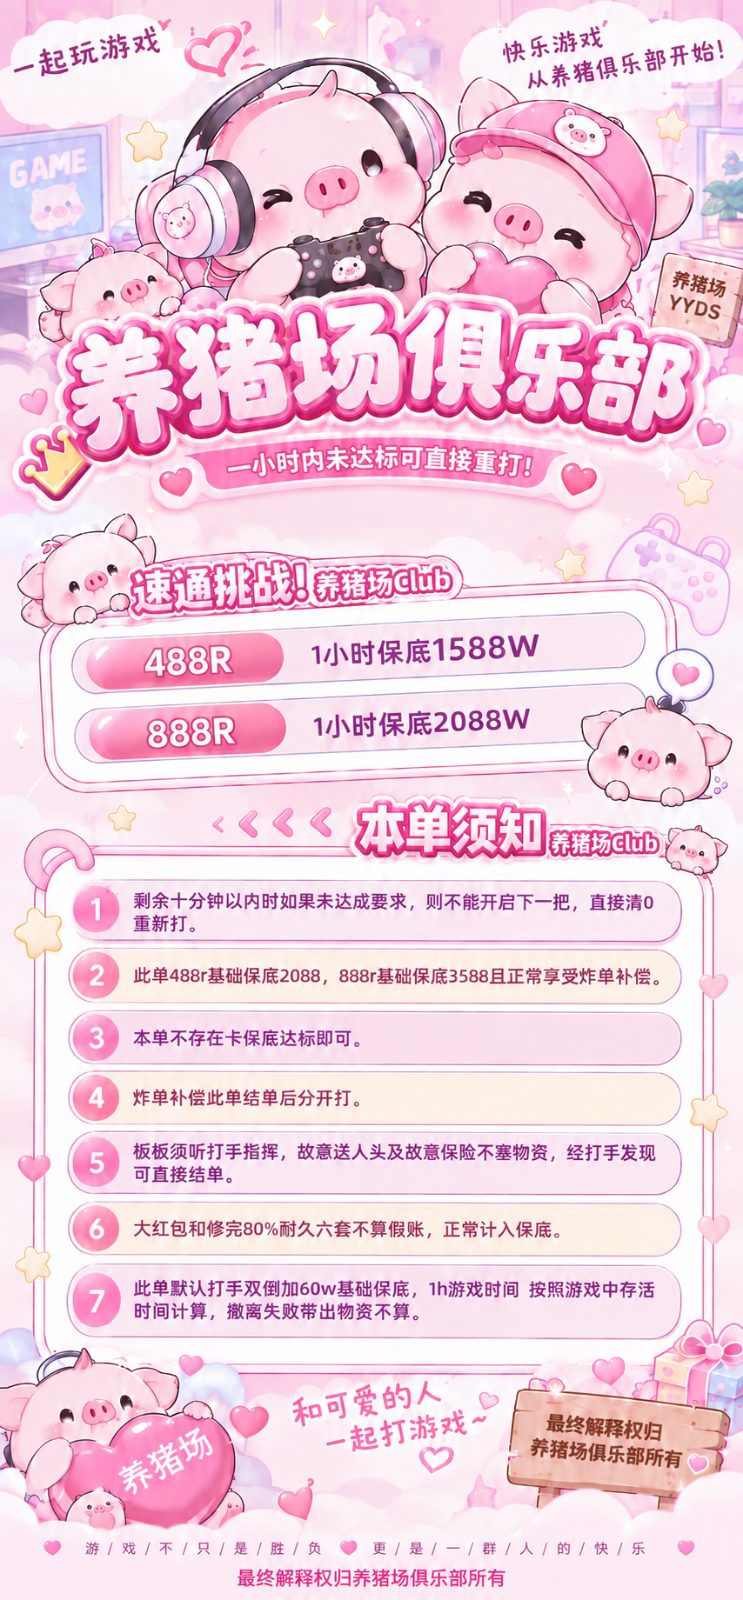 一起玩游戏
快乐游戏
从养猪俱乐部开始!
GAME
养猪场
YYDS
养猪场俱乐部
一小时内未达标可直接重打!
速通挑战!养猪场Club
488R 1小时保底1588W
888R 1小时保底2088W
本单须知 养猪场Club
1 剩余十分钟以内时如果未达成要求，则不能开启下一把，直接清0
重新打。
2 此单488r基础保底2088，888r基础保底3588且正常享受炸单补偿。
3 本单不存在卡保底达标即可。
4 炸单补偿此单结单后分开打。
5 板板须听打手指挥，故意送人头及故意保险不塞物资，经打手发现
可直接结单。
6 大红包和修完80%耐久六套不算假账，正常计入保底。
7 此单默认打手双倒加60w基础保底，1h游戏时间 按照游戏中存活
时间计算，撤离失败带出物资不算。
养猪场
和可爱的人
一起打游戏~
最终解释权归
养猪场俱乐部所有
游/戏/不/只/是/胜/负 更/是/一/群/人/的/快/乐
最终解释权归养猪场俱乐部所有